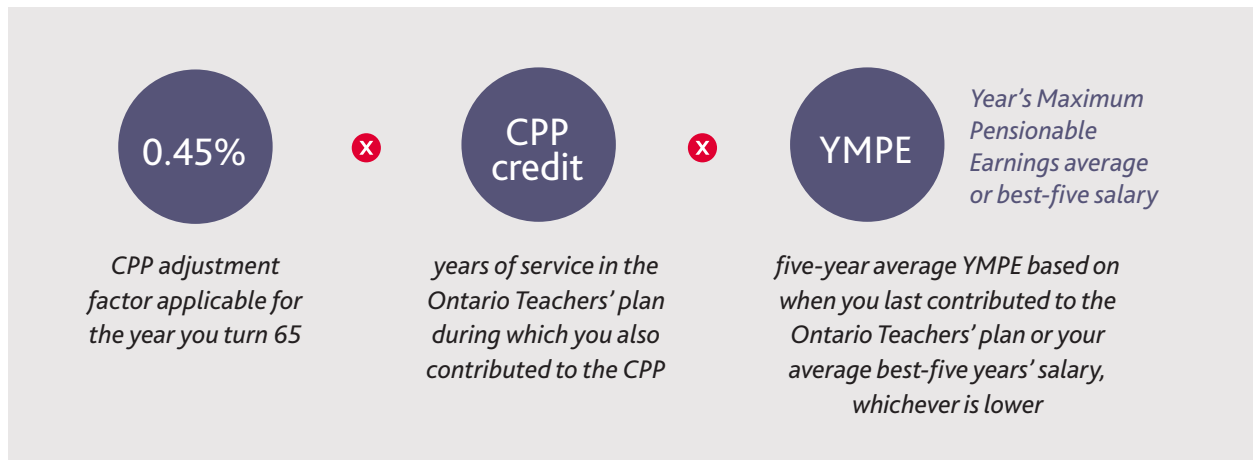 0.45%
X
CPP
credit
X
YMPE
Year’s Maximum
Pensionable
Earnings average
or best-five salary
CPP adjustment
factor applicable for
the year you turn 65
years of service in the
Ontario Teachers’ plan
during which you also
contributed to the CPP
five-year average YMPE based on
when you last contributed to the
Ontario Teachers’ plan or your
average best-five years’ salary,
whichever is lower